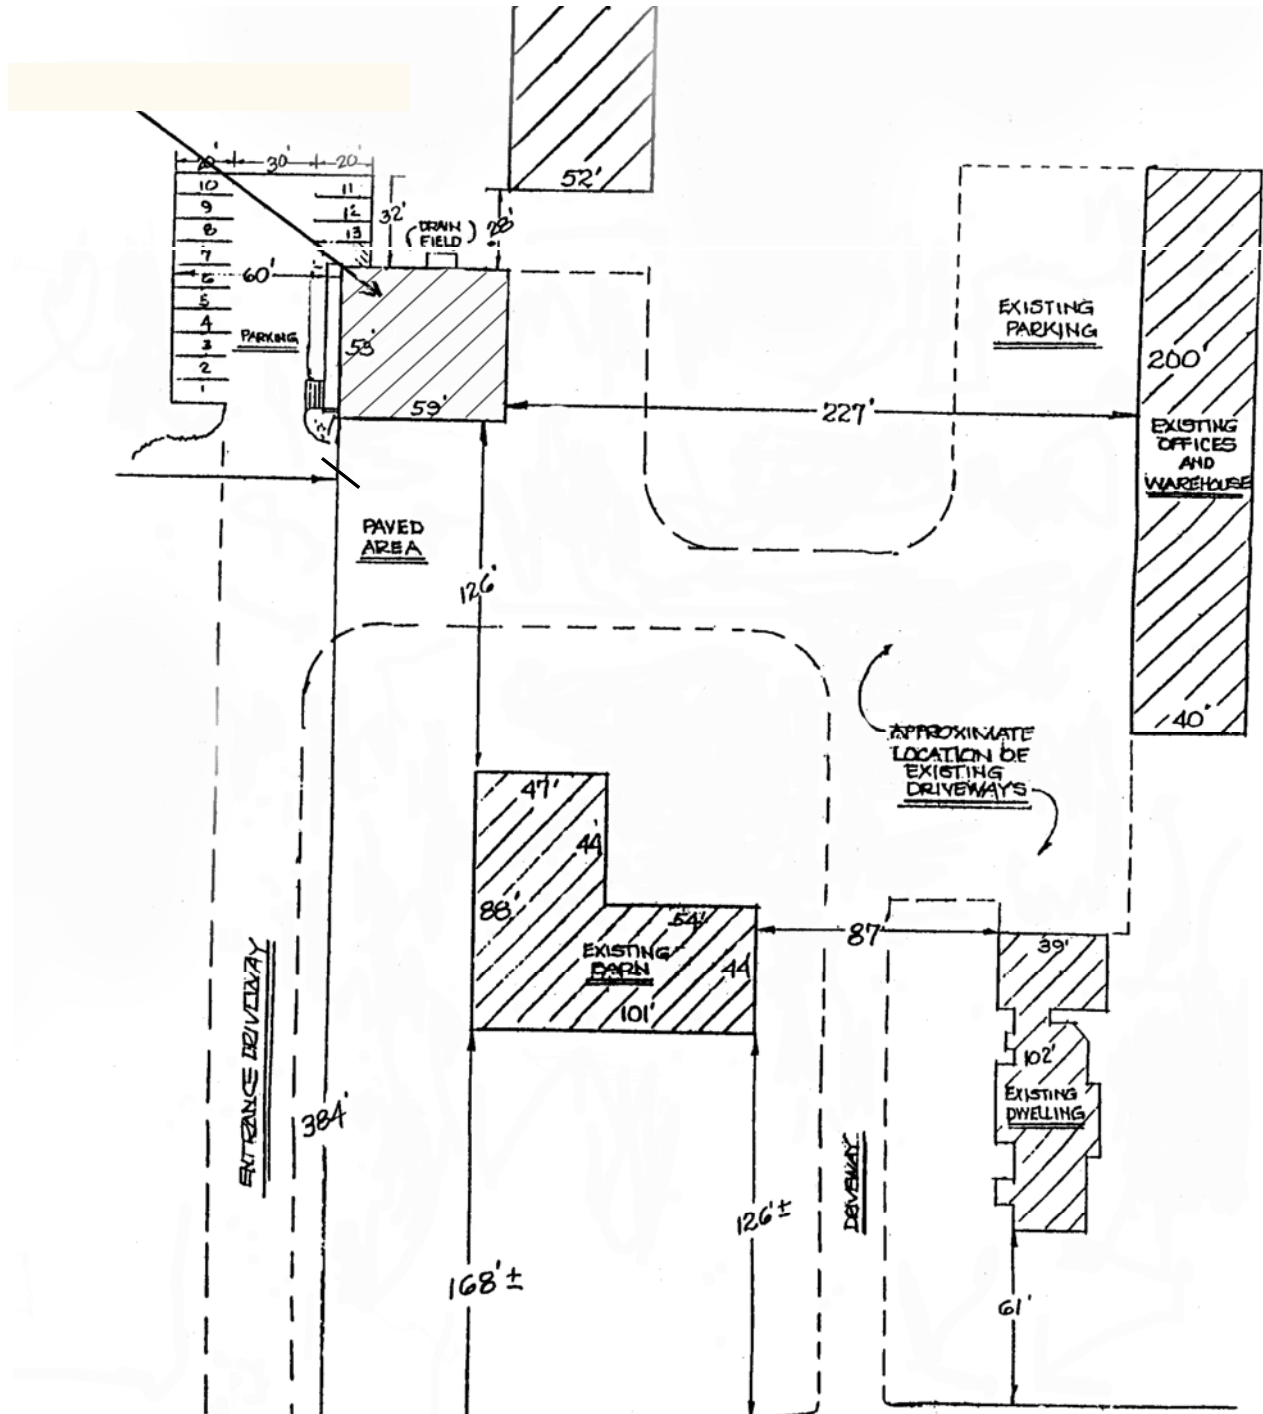 52'
20' 30' 20'
10
9
8
7
6
5
4
3
2
1
11
12
13
32'
28'
(DRAIN
FIELD)
60'
PARKING
53'
59'
EXISTING
PARKING
227'
200'
EXISTING
OFFICES
AND
WAREHOUSE
40'
PAVED
AREA
126'
APPROXIMATE
LOCATION OF
EXISTING
DRIVEWAYS
47'
44'
88'
54'
EXISTING
BARN
44
101'
87
39'
102'
EXISTING
DWELLING
ENTRANCE DRIVEWAY
384'
DRIVEWAY
126'±
168'±
61'